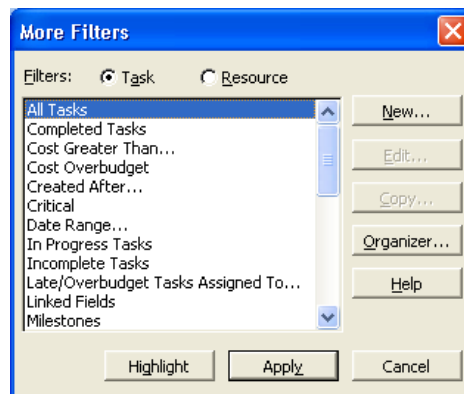 More Filters
Filters: Task Resource
All Tasks
Completed Tasks
Cost Greater Than...
Cost Overbudget
Created After...
Critical
Date Range...
In Progress Tasks
Incomplete Tasks
Late/Overbudget Tasks Assigned To...
Linked Fields
Milestones
New...
Edit...
Copy...
Organizer...
Help
Highlight Apply Cancel